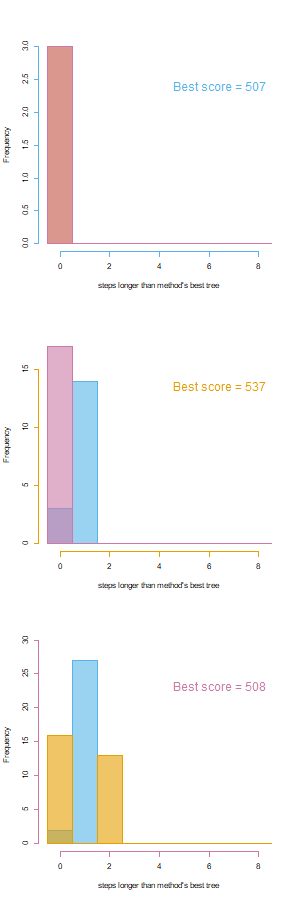 3.0
2.5
2.0
1.5
1.0
0.5
0.0
Frequency
Best score = 507
0 2 4 6 8
steps longer than method's best tree
15
10
5
0
Frequency
Best score = 537
0 2 4 6 8
steps longer than method's best tree
30
25
20
15
10
5
0
Frequency
Best score = 508
0 2 4 6 8
steps longer than method's best tree